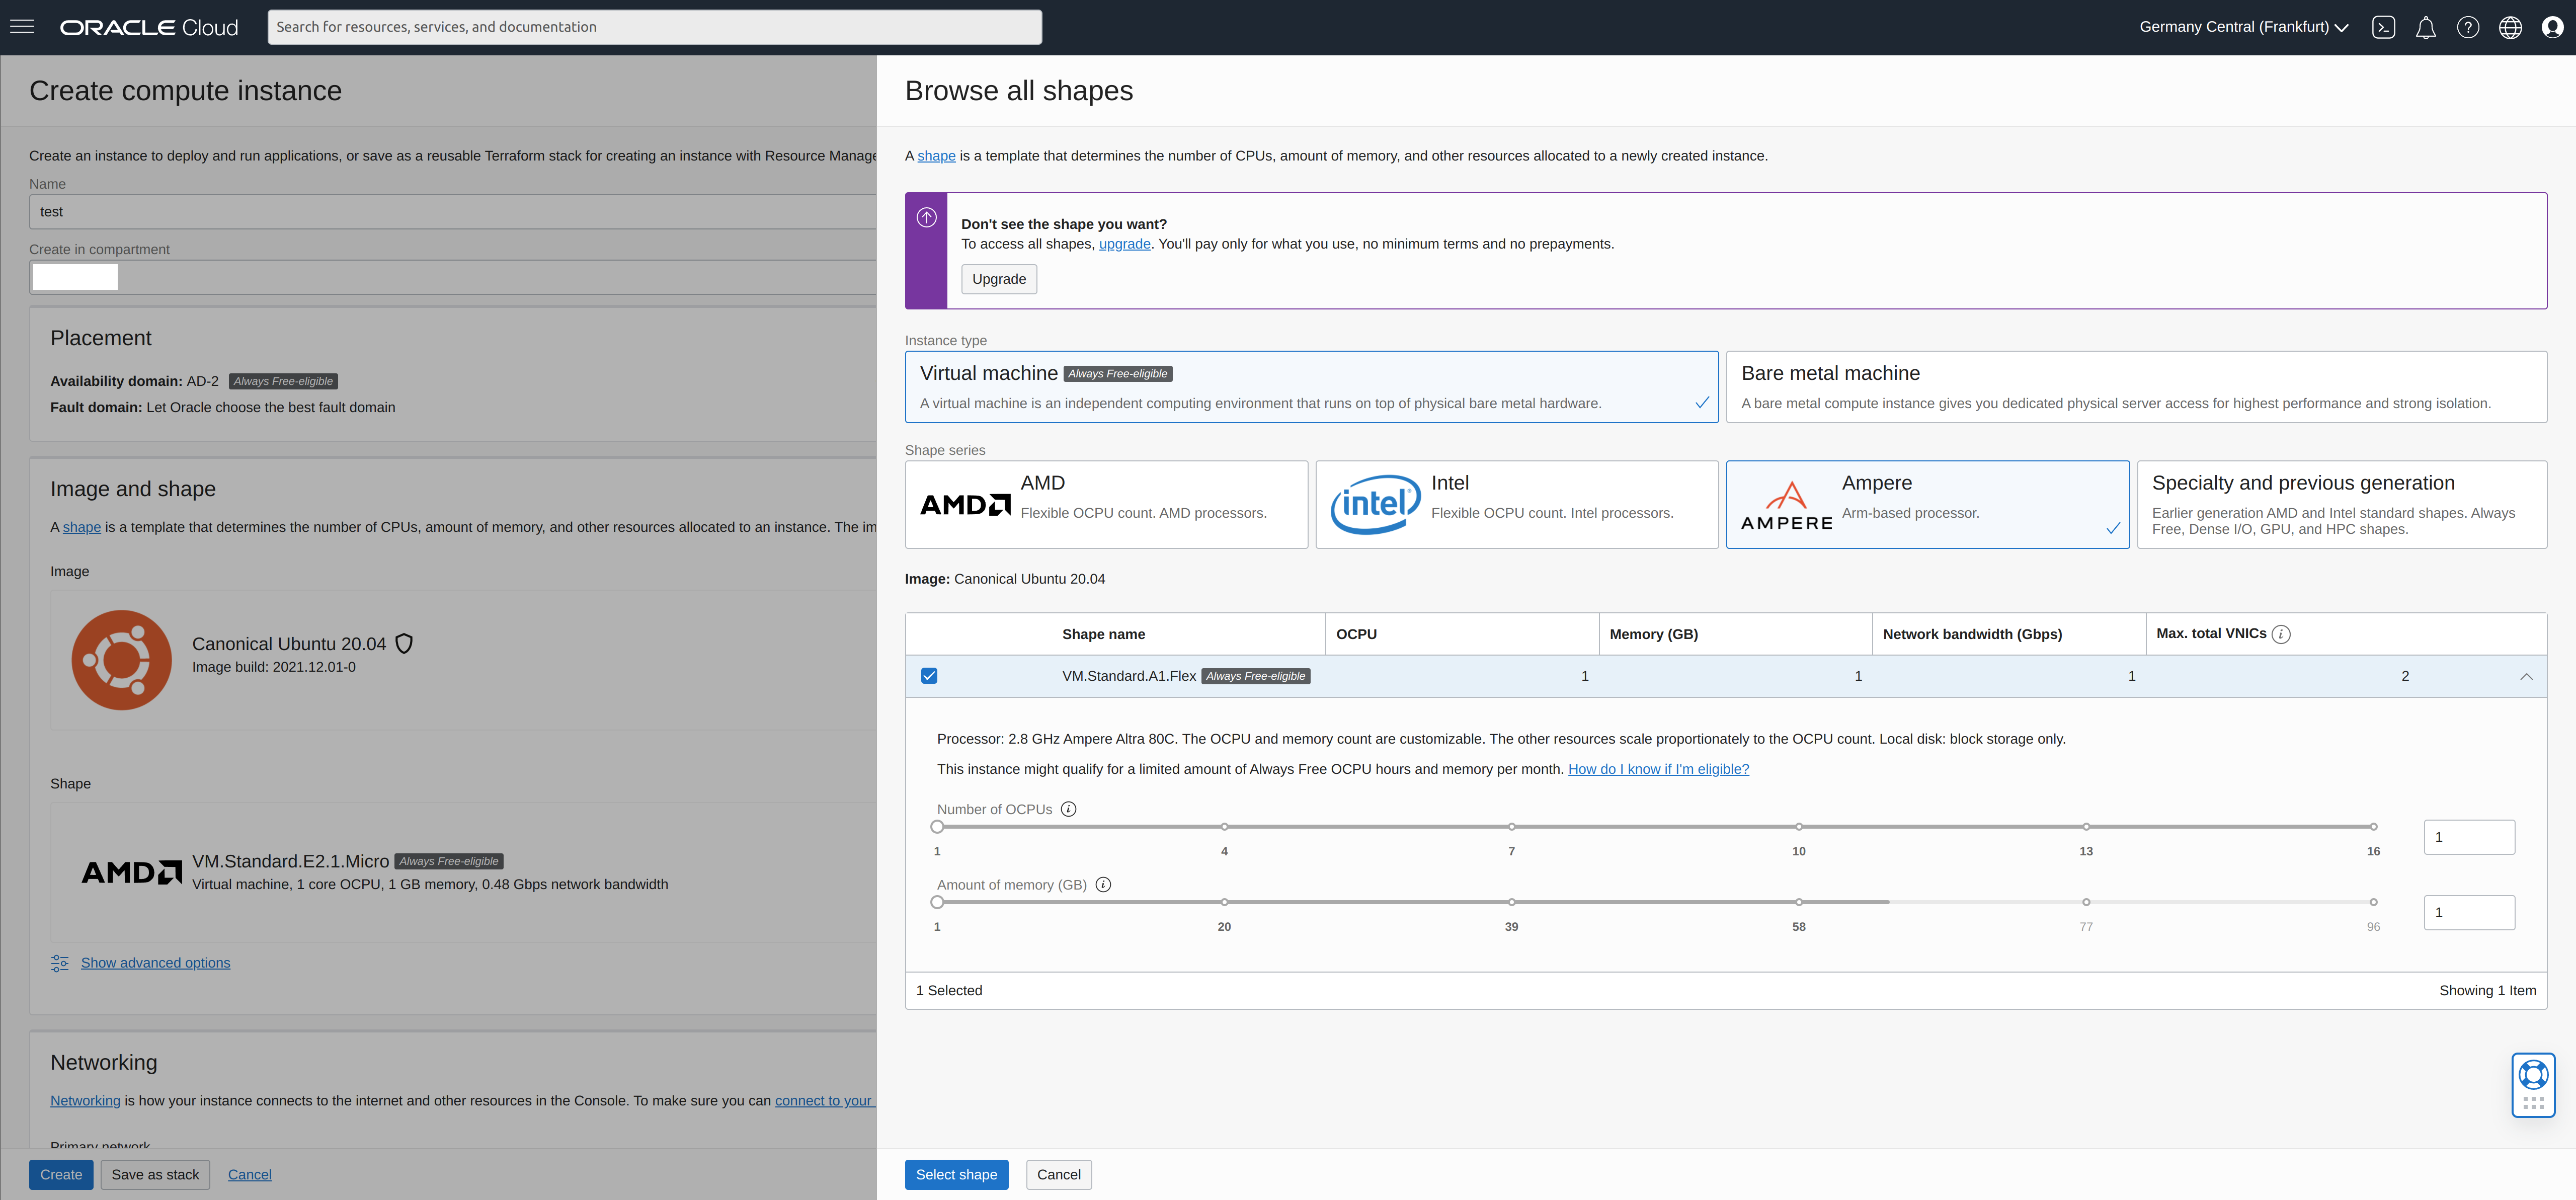 ORACLE Cloud
Search for resources, services, and documentation
Germany Central (Frankfurt)
Create compute instance
Create an instance to deploy and run applications, or save as a reusable Terraform stack for creating an instance with Resource Manage
Name
test
Create in compartment
Placement
Availability domain: AD-2 Always Free-eligible
Fault domain: Let Oracle choose the best fault domain
Image and shape
A shape is a template that determines the number of CPUs, amount of memory, and other resources allocated to an instance. The im
Image
Canonical Ubuntu 20.04
Image build: 2021.12.01-0
Shape
AMD
VM.Standard.E2.1.Micro Always Free-eligible
Virtual machine, 1 core OCPU, 1 GB memory, 0.48 Gbps network bandwidth
Show advanced options
Networking
Networking is how your instance connects to the internet and other resources in the Console. To make sure you can connect to your
Primary network
Create
Save as stack
Cancel
Browse all shapes
A shape is a template that determines the number of CPUs, amount of memory, and other resources allocated to a newly created instance.
Don't see the shape you want?
To access all shapes, upgrade. You'll pay only for what you use, no minimum terms and no prepayments.
Upgrade
Instance type
Virtual machine Always Free-eligible
A virtual machine is an independent computing environment that runs on top of physical bare metal hardware.
Bare metal machine
A bare metal compute instance gives you dedicated physical server access for highest performance and strong isolation.
Shape series
AMD
AMD
Flexible OCPU count. AMD processors.
intel
Intel
Flexible OCPU count. Intel processors.
AMPERE
Ampere
Arm-based processor.
Specialty and previous generation
Earlier generation AMD and Intel standard shapes. Always
Free, Dense I/O, GPU, and HPC shapes.
Image: Canonical Ubuntu 20.04
Shape name OCPU Memory (GB) Network bandwidth (Gbps) Max. total VNICs
VM.Standard.A1.Flex Always Free-eligible 1 1 1 2
Processor: 2.8 GHz Ampere Altra 80C. The OCPU and memory count are customizable. The other resources scale proportionately to the OCPU count. Local disk: block storage only.
This instance might qualify for a limited amount of Always Free OCPU hours and memory per month. How do I know if I'm eligible?
Number of OCPUs
1 4 7 10 13 16
1
Amount of memory (GB)
1 20 39 58 77 96
1
1 Selected
Showing 1 Item
Select shape
Cancel